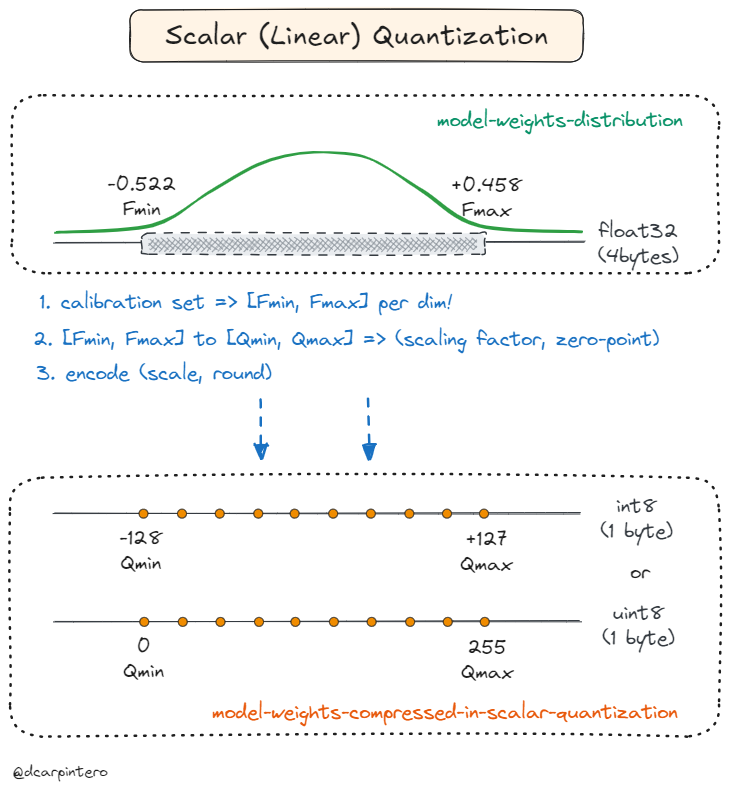 Scalar (Linear) Quantization
model-weights-distribution
-0.522
Fmin
+0.458
Fmax
float32
(4bytes)
1. calibration set => [Fmin, Fmax] per dim!
2. [Fmin, Fmax] to [Qmin, Qmax] => (scaling factor, zero-point)
3. encode (scale, round)
-128
Qmin
+127
Qmax
int8
(1 byte)
or
0
Qmin
255
Qmax
uint8
(1 byte)
model-weights-compressed-in-scalar-quantization
@dcarpintero